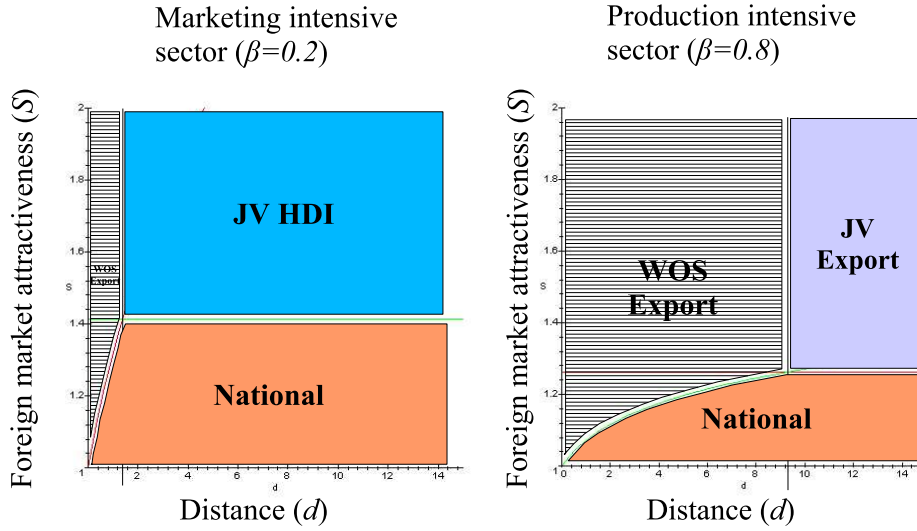 Marketing intensive
sector (β=0.2)
Foreign market attractiveness (S)
2
1.8
1.6
s
1.4
1.2
1
JV HDI
WOS
Export
National
2 4 6 8 10 12 14
d
Distance (d)
Production intensive
sector (β=0.8)
Foreign market attractiveness (S)
2
1.8
1.6
s
1.4
1.2
1
WOS
Export
JV
Export
National
0 2 4 6 8 10 12 14
d
Distance (d)